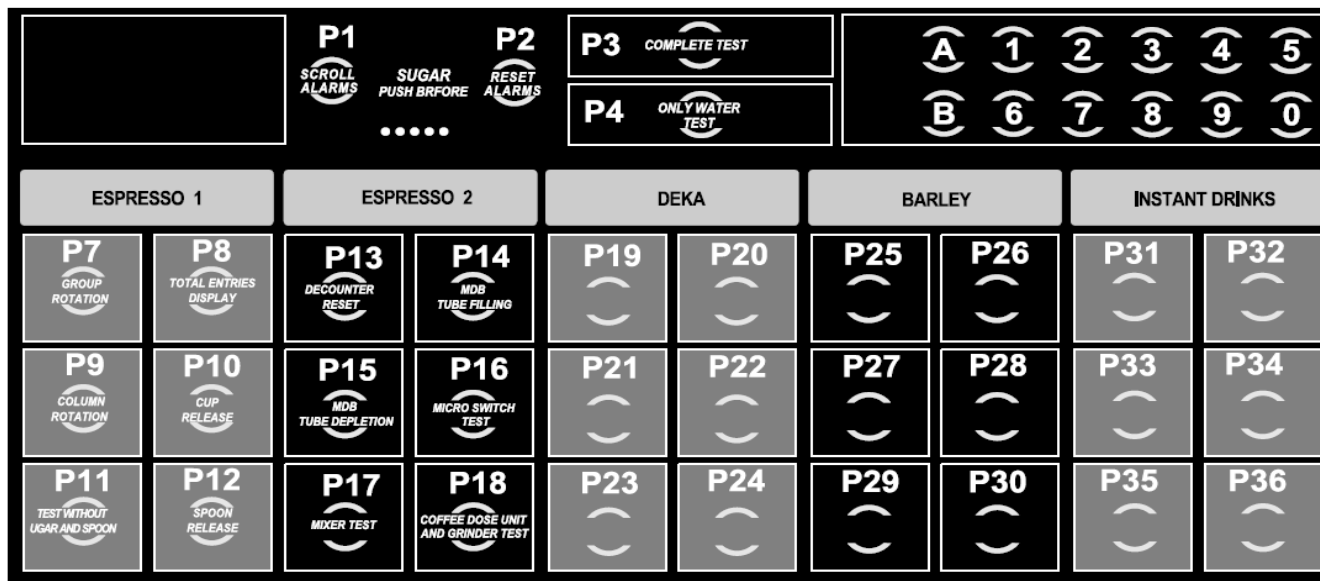 P1
SCROLL
ALARMS
SUGAR
PUSH BRFORE
P2
RESET
ALARMS
P3 COMPLETE TEST
P4 ONLY WATER
TEST
A 1 2 3 4 5
B 6 7 8 9 0
ESPRESSO 1 ESPRESSO 2 DEKA BARLEY INSTANT DRINKS
P7
GROUP
ROTATION
P8
TOTAL ENTRIES
DISPLAY
P13
DECOUNTER
RESET
P14
MDB
TUBE FILLING
P19 P20 P25 P26 P31 P32
P9
COLUMN
ROTATION
P10
CUP
RELEASE
P15
MDB
TUBE DEPLETION
P16
MICRO SWITCH
TEST
P21 P22 P27 P28 P33 P34
P11
TEST WITHOUT
UGAR AND SPOON
P12
SPOON
RELEASE
P17
MIXER TEST
P18
COFFEE DOSE UNIT
AND GRINDER TEST
P23 P24 P29 P30 P35 P36